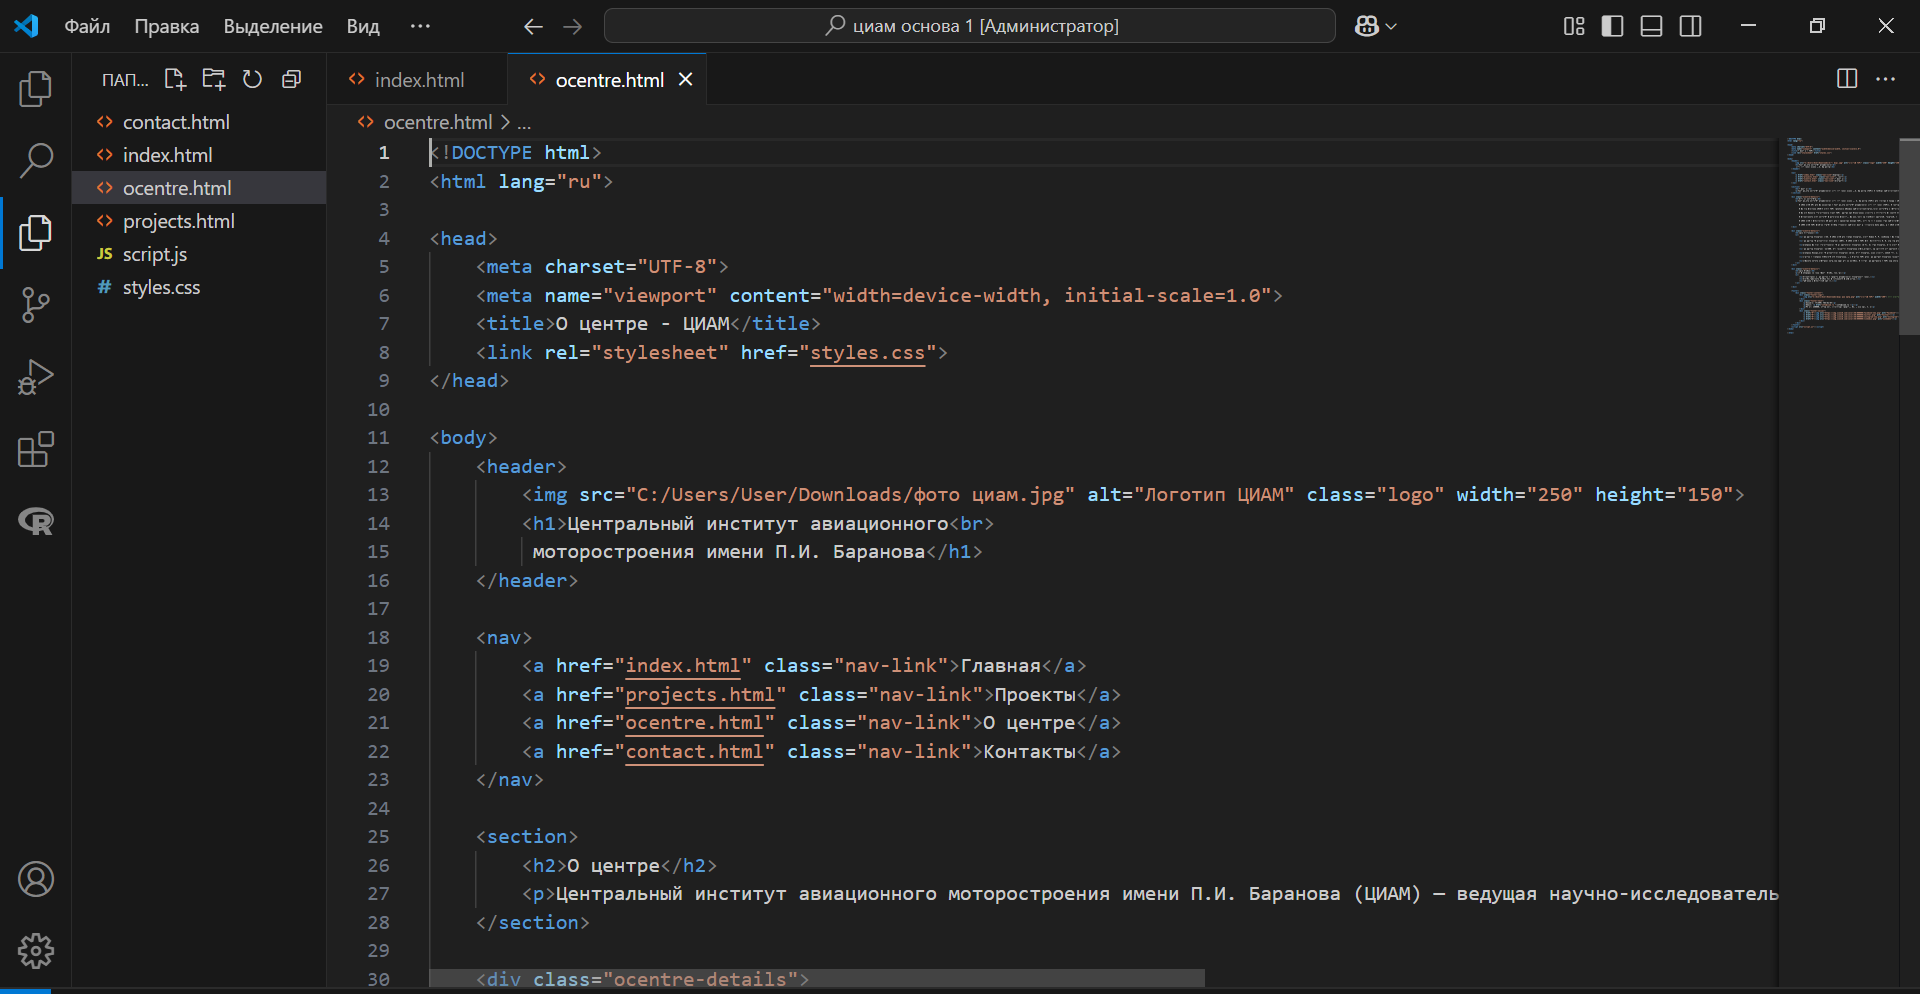 Файл Правка Выделение Вид ··· циам основа 1 [Администратор]
ПАП...
contact.html
index.html
ocentre.html
projects.html
JS script.js
# styles.css
index.html ocentre.html
ocentre.html > ...
1 <!DOCTYPE html>
2 <html lang="ru">
3
4 <head>
5 <meta charset="UTF-8">
6 <meta name="viewport" content="width=device-width, initial-scale=1.0">
7 <title>О центре - ЦИАМ</title>
8 <link rel="stylesheet" href="styles.css">
9 </head>
10
11 <body>
12 <header>
13 <img src="C:/Users/User/Downloads/фото циам.jpg" alt="Логотип ЦИАМ" class="logo" width="250" height="150">
14 <h1>Центральный институт авиационного<br>
15 моторостроения имени П.И. Баранова</h1>
16 </header>
17
18 <nav>
19 <a href="index.html" class="nav-link">Главная</a>
20 <a href="projects.html" class="nav-link">Проекты</a>
21 <a href="ocentre.html" class="nav-link">О центре</a>
22 <a href="contact.html" class="nav-link">Контакты</a>
23 </nav>
24
25 <section>
26 <h2>О центре</h2>
27 <p>Центральный институт авиационного моторостроения имени П.И. Баранова (ЦИАМ) — ведущая научно-исследователь
28 </section>
29
30 <div class="ocentre-details">